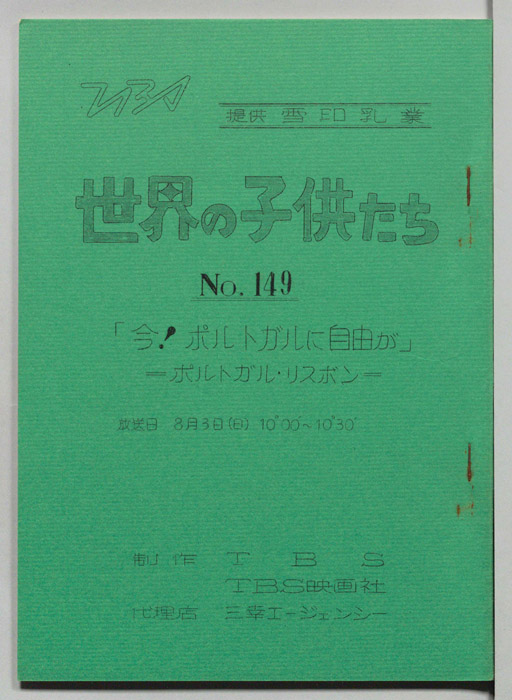 TBS
提供 雪印乳業
世界の子供たち
No. 149
「今!ポルトガルに自由が」
=ポルトガル・リスボン=
放送日 8月3日(日) 10°00′~10°30′
制作 TBS
TBS映画社
代理店 三幸エージェンシー